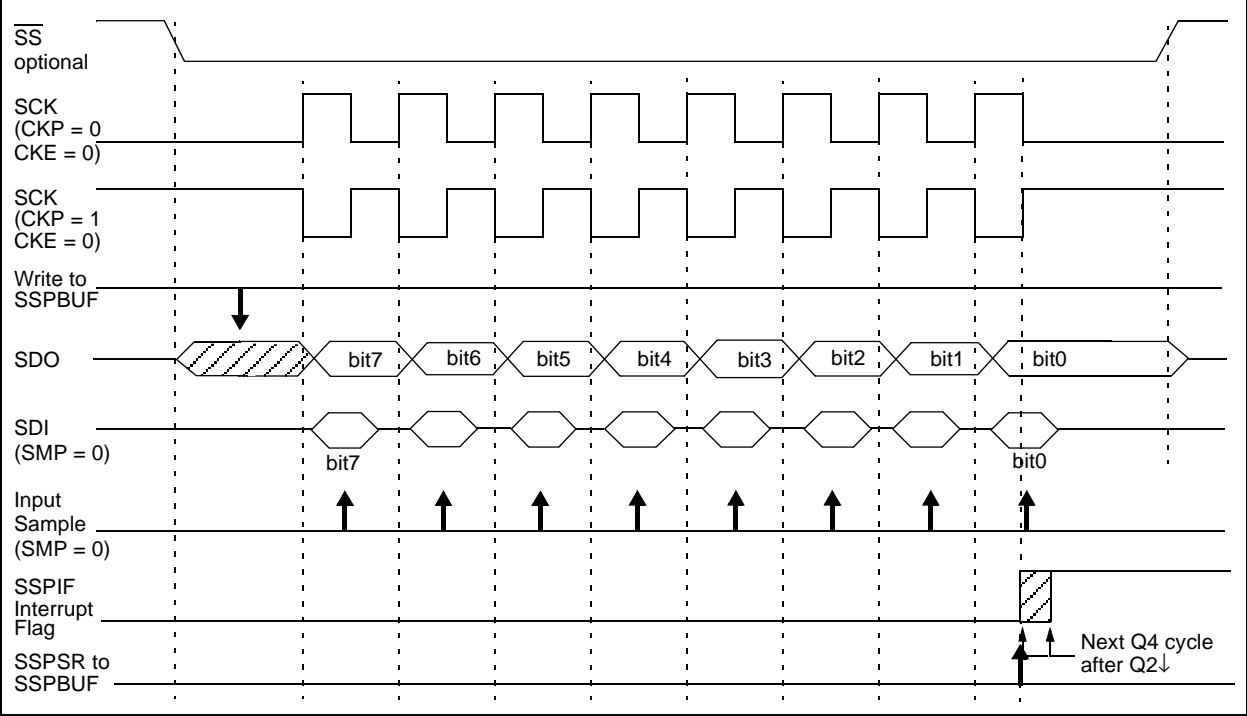 SS
optional
SCK
(CKP = 0
CKE = 0)
SCK
(CKP = 1
CKE = 0)
Write to
SSPBUF
SDO
bit7 bit6 bit5 bit4 bit3 bit2 bit1 bit0
SDI
(SMP = 0)
bit7 bit0
Input
Sample
(SMP = 0)
SSPIF
Interrupt
Flag
Next Q4 cycle
after Q2↓
SSPSR to
SSPBUF